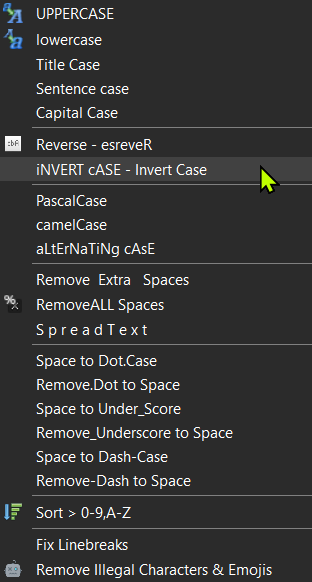 UPPERCASE
lowercase
Title Case
Sentence case
Capital Case
Reverse - esreveR
iNVERT cASE - Invert Case
PascalCase
camelCase
aLtErNaTiNg cAsE
Remove  Extra   Spaces
RemoveALL Spaces
S p r e a d T e x t
Space to Dot.Case
Remove.Dot to Space
Space to Under_Score
Remove_Underscore to Space
Space to Dash-Case
Remove-Dash to Space
Sort > 0-9,A-Z
Fix Linebreaks
Remove Illegal Characters & Emojis